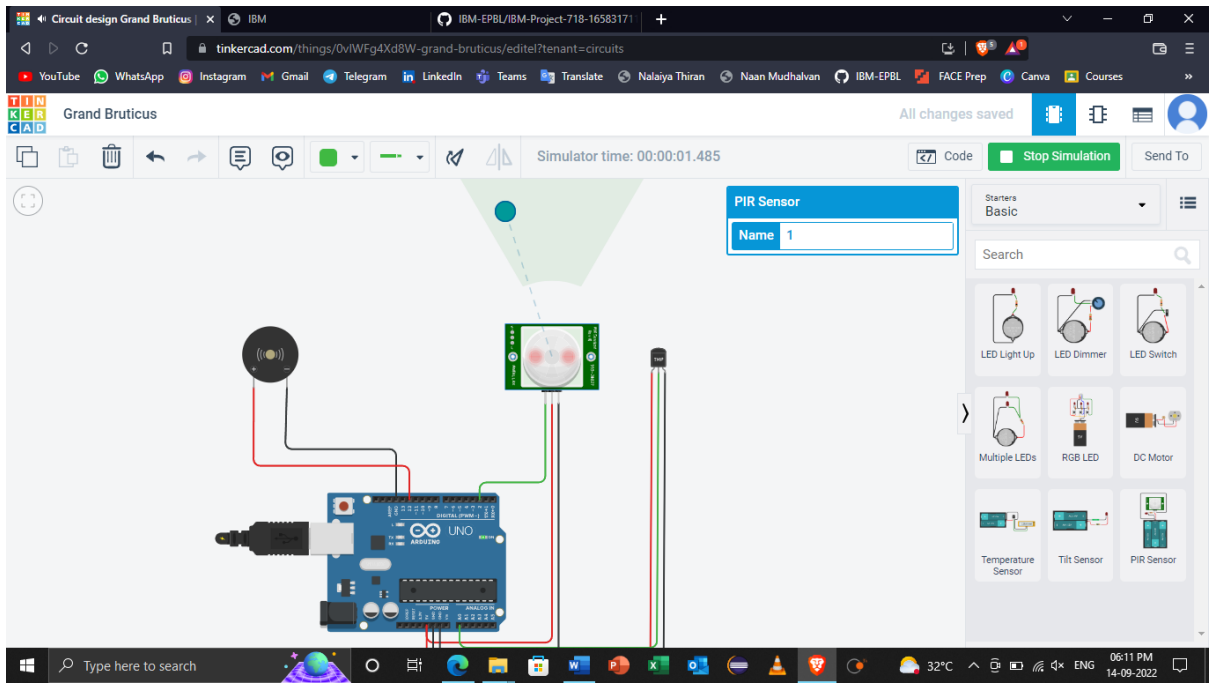 Circuit design Grand Bruticus |
IBM
IBM-EPBL/IBM-Project-718-16583171
tinkercad.com/things/0vlWFg4Xd8W-grand-bruticus/editel?tenant=circuits
YouTube WhatsApp Instagram Gmail Telegram LinkedIn Teams Translate Nalaiya Thiran Naan Mudhalvan IBM-EPBL FACE Prep Canva Courses »
TIN
KER
CAD
Grand Bruticus
All changes saved
Simulator time: 00:00:01.485
Code
Stop Simulation
Send To
PIR Sensor
Name 1
Starters
Basic
Search
LED Light Up
LED Dimmer
LED Switch
Multiple LEDs
RGB LED
DC Motor
Temperature
Sensor
Tilt Sensor
PIR Sensor
TMP
DIGITAL (PWM ~)
UNO
ARDUINO
POWER
ANALOG IN
Type here to search
32°C
ENG
06:11 PM
14-09-2022